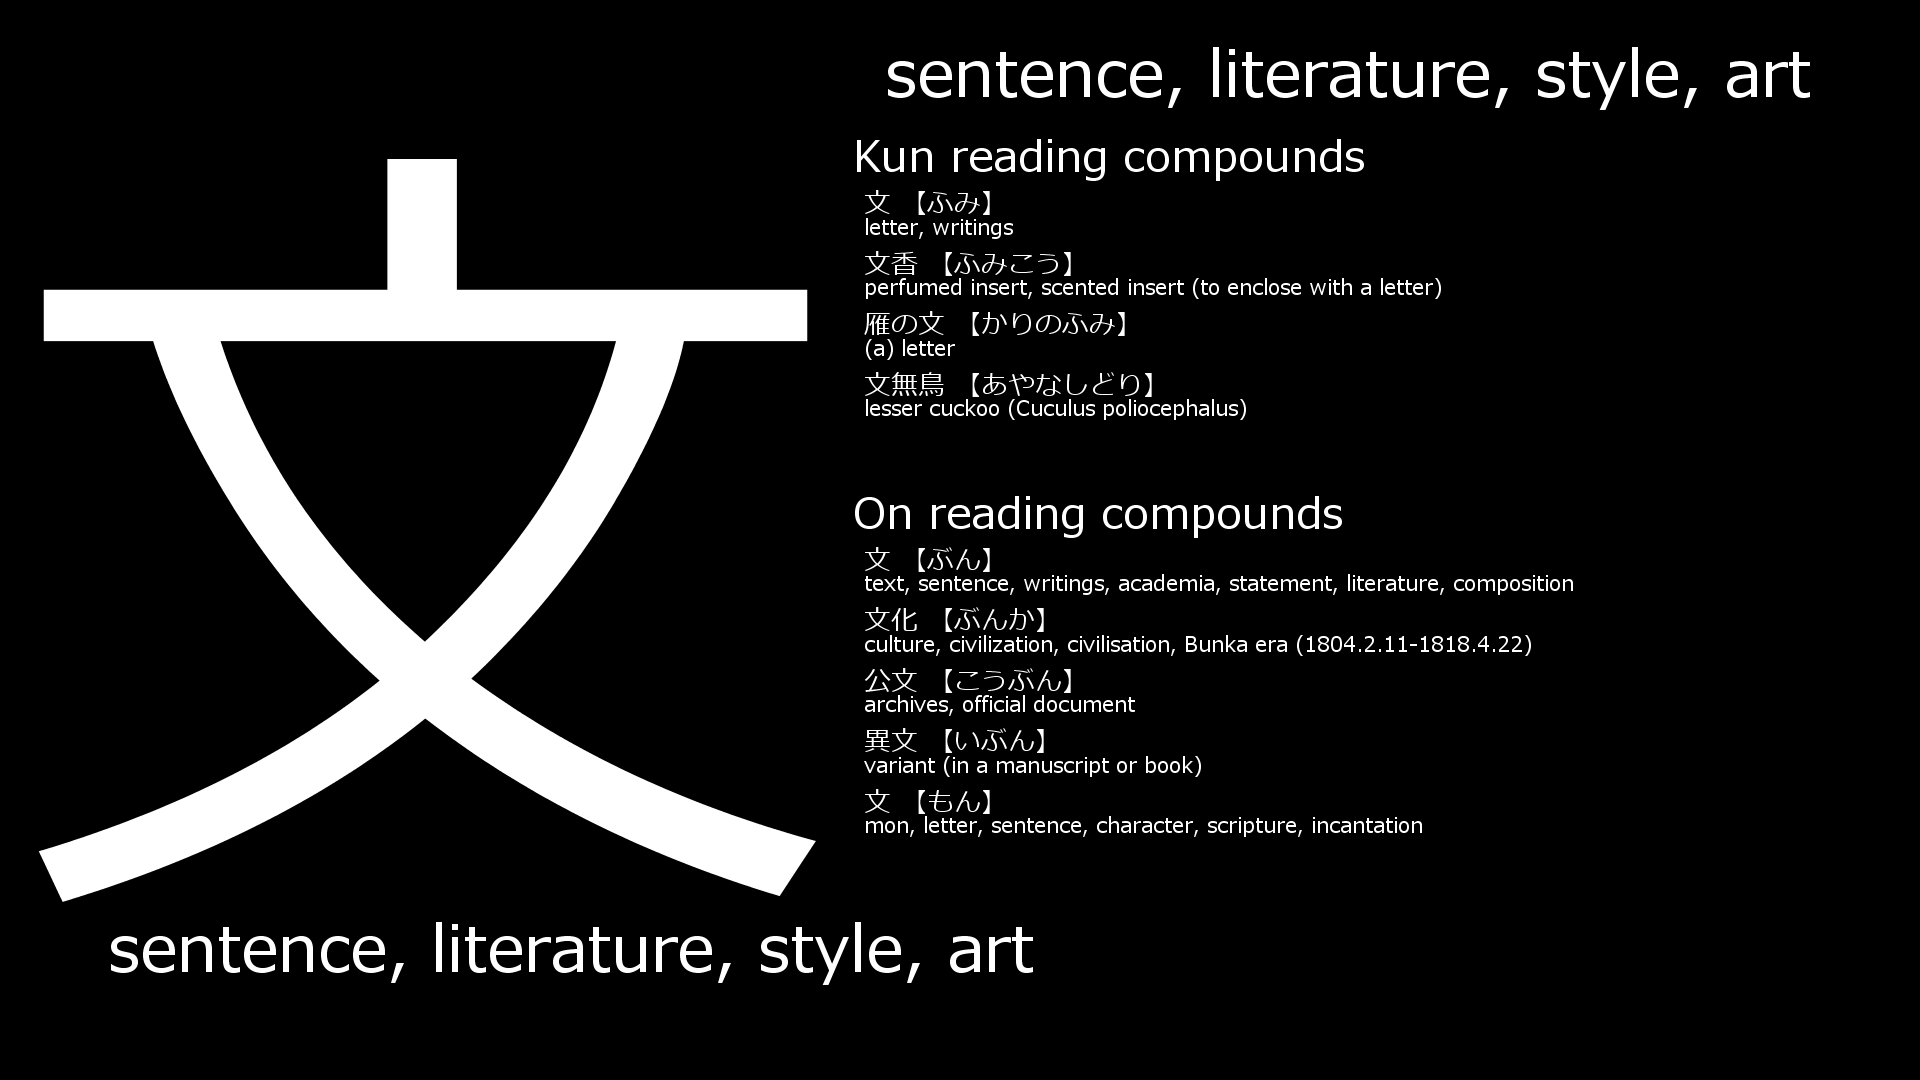 文
sentence, literature, style, art
Kun reading compounds
文 【ふみ】
letter, writings
文香 【ふみこう】
perfumed insert, scented insert (to enclose with a letter)
雁の文 【かりのふみ】
(a) letter
文無鳥 【あやなしどり】
lesser cuckoo (Cuculus poliocephalus)
On reading compounds
文 【ぶん】
text, sentence, writings, academia, statement, literature, composition
文化 【ぶんか】
culture, civilization, civilisation, Bunka era (1804.2.11-1818.4.22)
公文 【こうぶん】
archives, official document
異文 【いぶん】
variant (in a manuscript or book)
文 【もん】
mon, letter, sentence, character, scripture, incantation
sentence, literature, style, art